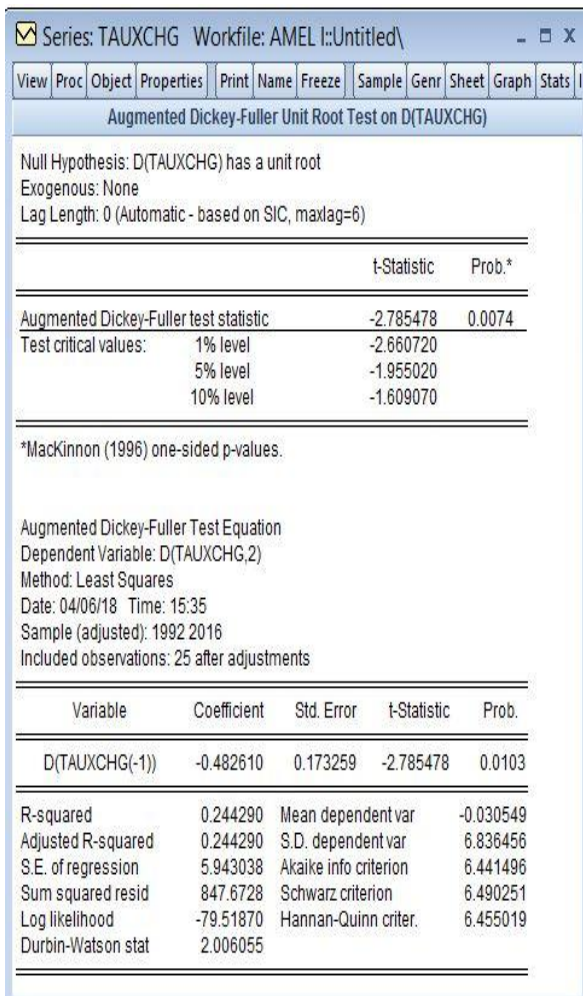 Series: TAUXCHG Workfile: AMEL I::Untitled\
View Proc Object Properties Print Name Freeze Sample Genr Sheet Graph Stats
Augmented Dickey-Fuller Unit Root Test on D(TAUXCHG)
Null Hypothesis: D(TAUXCHG) has a unit root
Exogenous: None
Lag Length: 0 (Automatic - based on SIC, maxlag=6)
t-Statistic Prob.*
Augmented Dickey-Fuller test statistic -2.785478 0.0074
Test critical values: 1% level -2.660720
5% level -1.955020
10% level -1.609070
*MacKinnon (1996) one-sided p-values.
Augmented Dickey-Fuller Test Equation
Dependent Variable: D(TAUXCHG,2)
Method: Least Squares
Date: 04/06/18 Time: 15:35
Sample (adjusted): 1992 2016
Included observations: 25 after adjustments
Variable Coefficient Std. Error t-Statistic Prob.
D(TAUXCHG(-1)) -0.482610 0.173259 -2.785478 0.0103
R-squared 0.244290 Mean dependent var -0.030549
Adjusted R-squared 0.244290 S.D. dependent var 6.836456
S.E. of regression 5.943038 Akaike info criterion 6.441496
Sum squared resid 847.6728 Schwarz criterion 6.490251
Log likelihood -79.51870 Hannan-Quinn criter. 6.455019
Durbin-Watson stat 2.006055